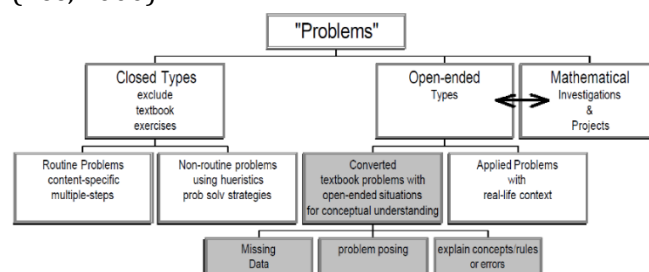 "Problems"
Closed Types
exclude
textbook
exercises
Open-ended
Types
Mathematical
Investigations
&
Projects
Routine Problems
content-specific
multiple-steps
Non-routine problems
using hueristics
prob solv strategies
Converted
textbook problems with
open-ended situations
for conceptual understanding
Applied Problems
with
real-life context
Missing
Data
problem posing
explain concepts/rules
or errors